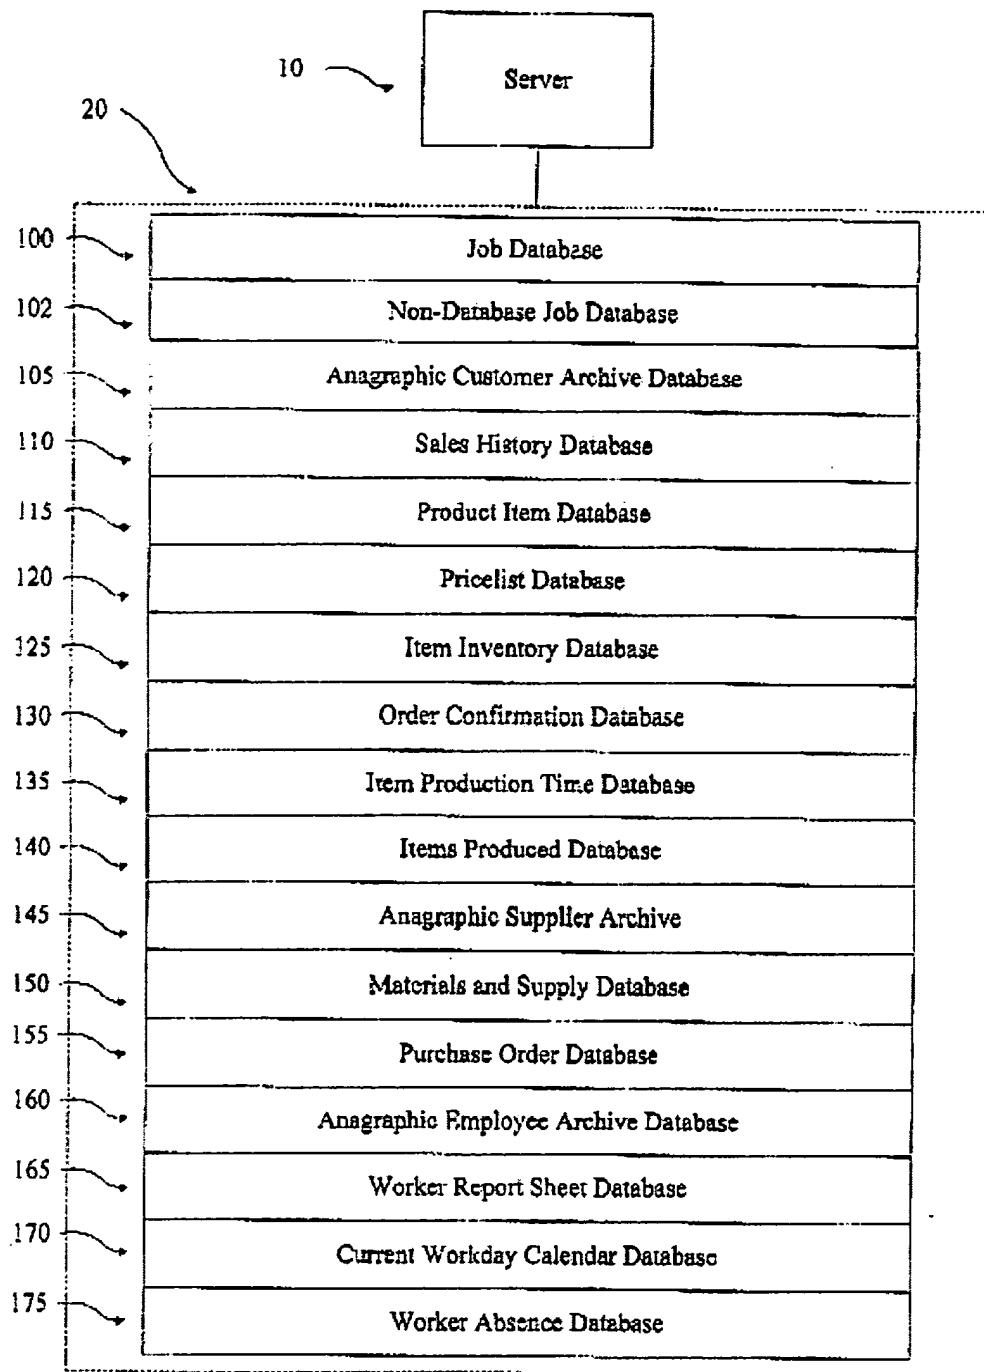 10 Server
20
100 Job Database
102 Non-Database Job Database
105 Anagraphic Customer Archive Database
110 Sales History Database
115 Product Item Database
120 Pricelist Database
125 Item Inventory Database
130 Order Confirmation Database
135 Item Production Time Database
140 Items Produced Database
145 Anagraphic Supplier Archive
150 Materials and Supply Database
155 Purchase Order Database
160 Anagraphic Employee Archive Database
165 Worker Report Sheet Database
170 Current Workday Calendar Database
175 Worker Absence Database